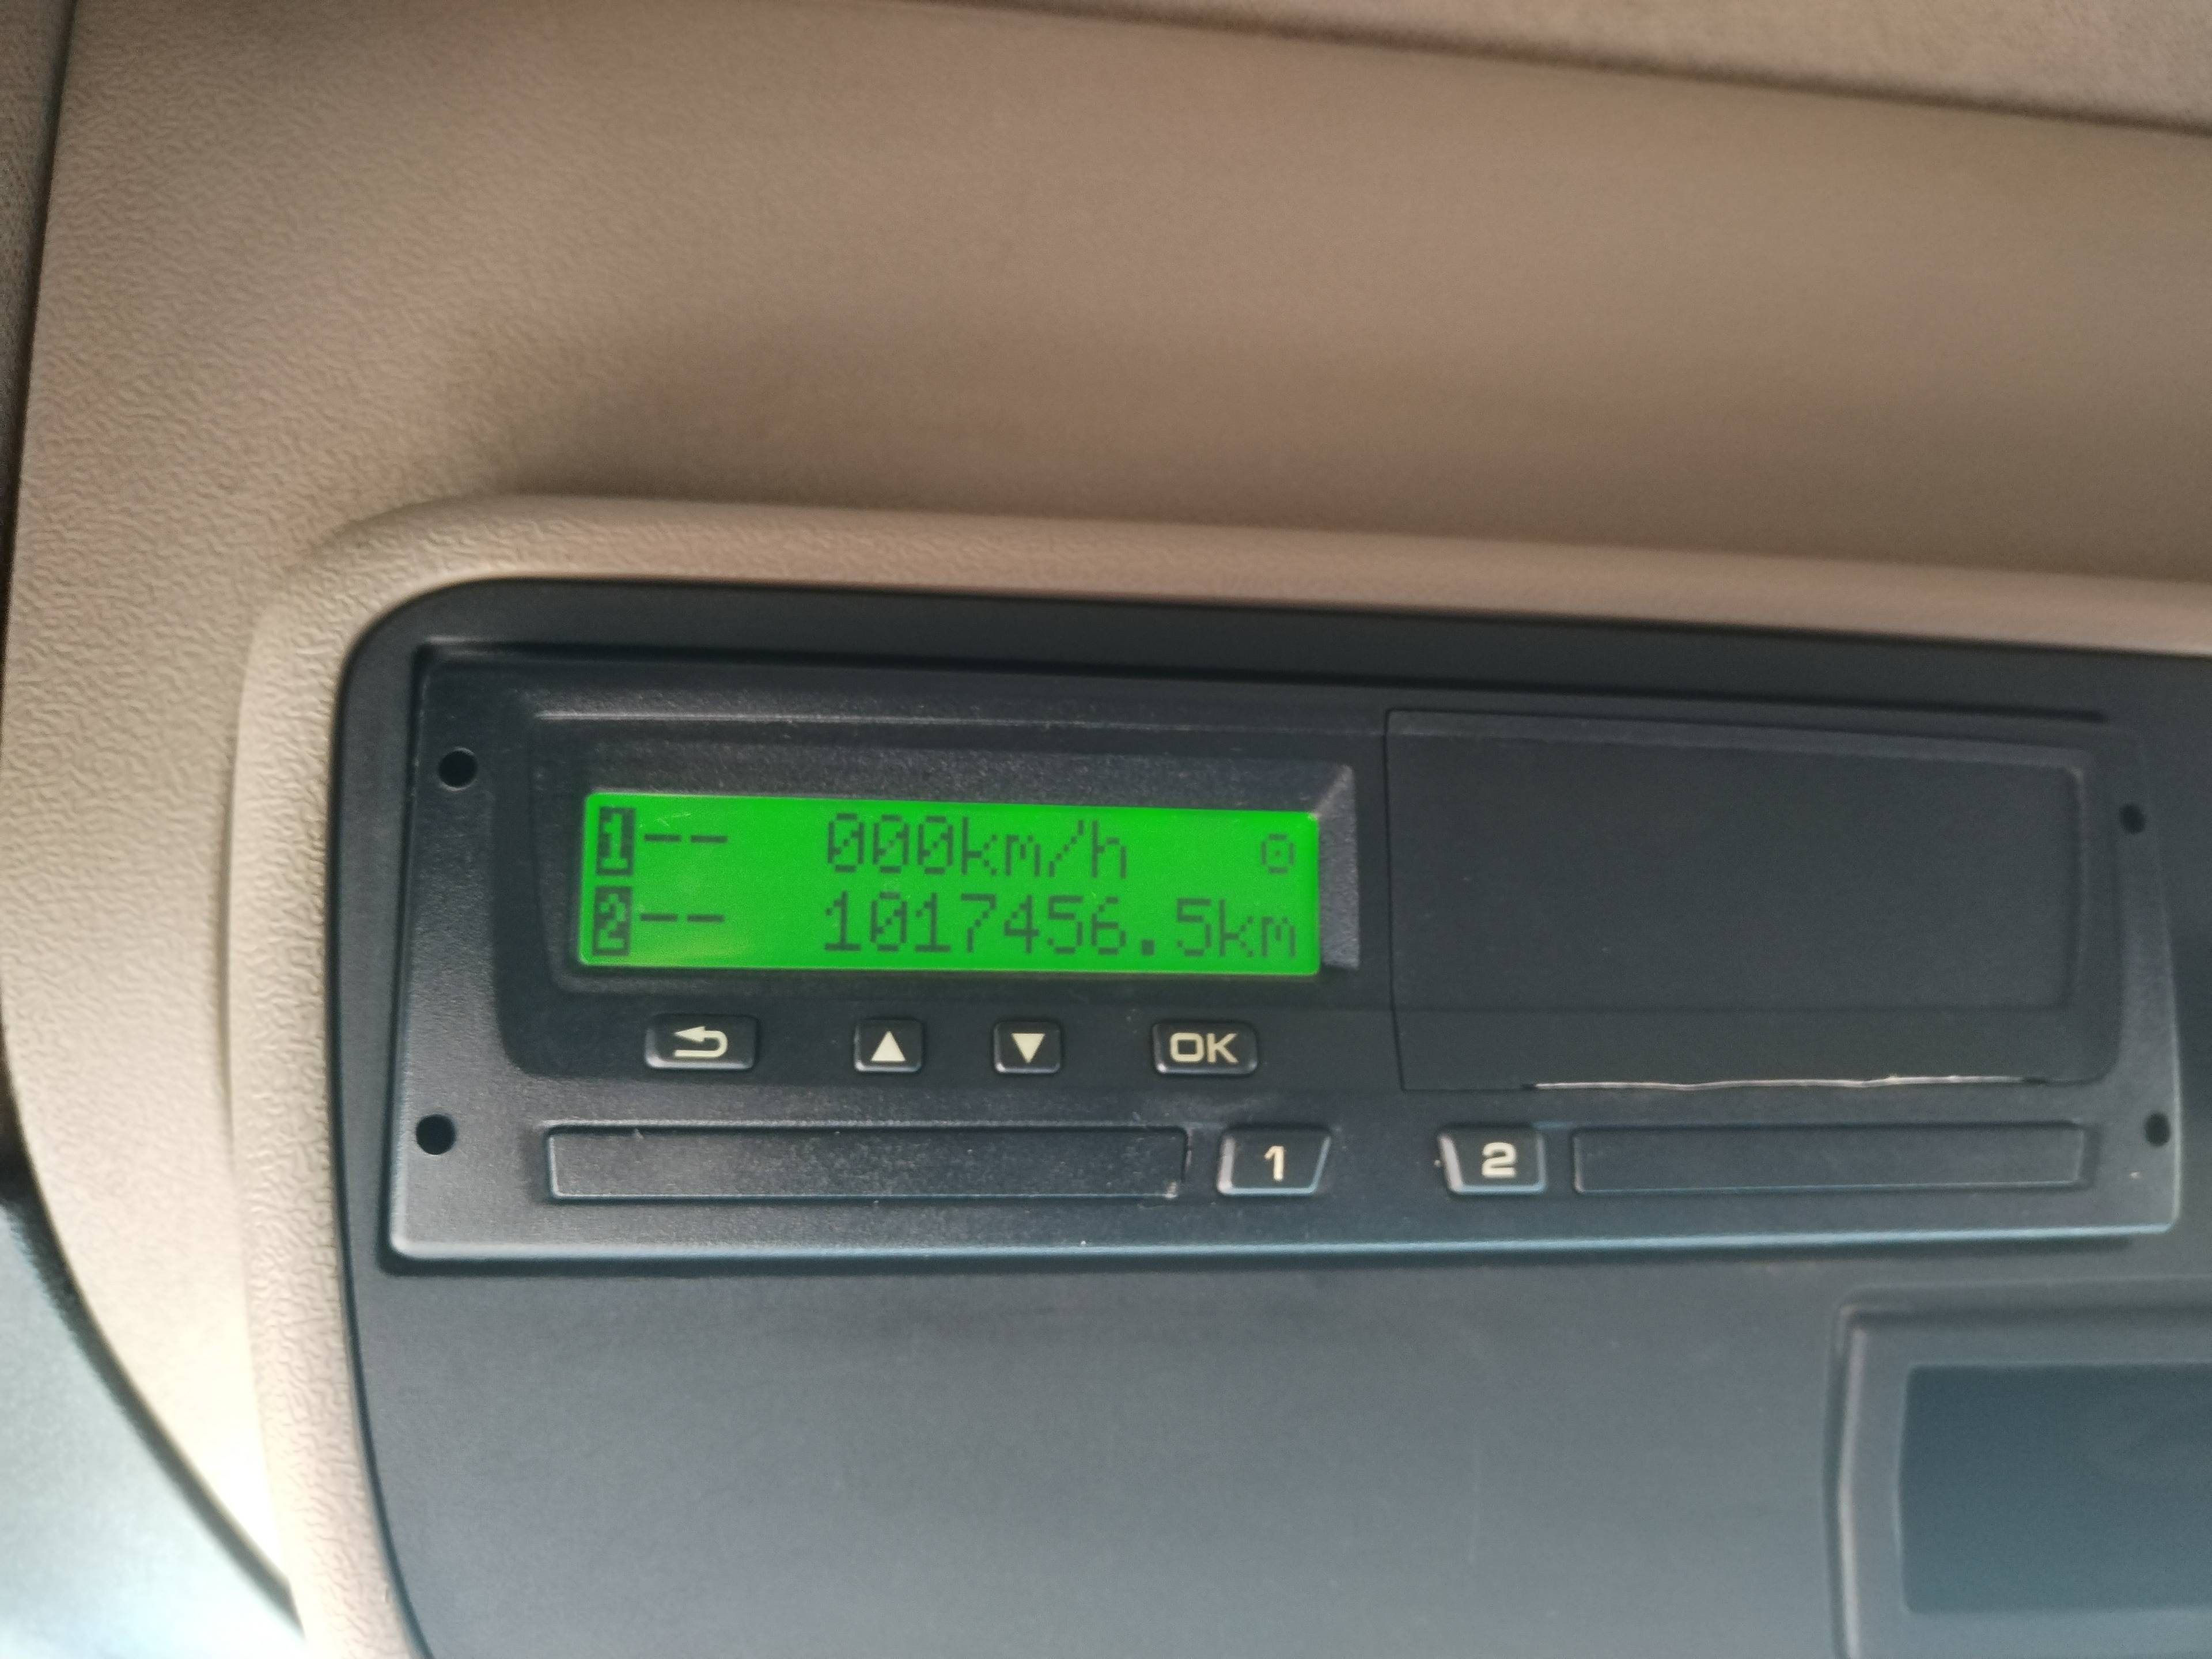 1-- 000km/h ⊙
2-- 1017456.5km
▲ ▼ OK
1 2